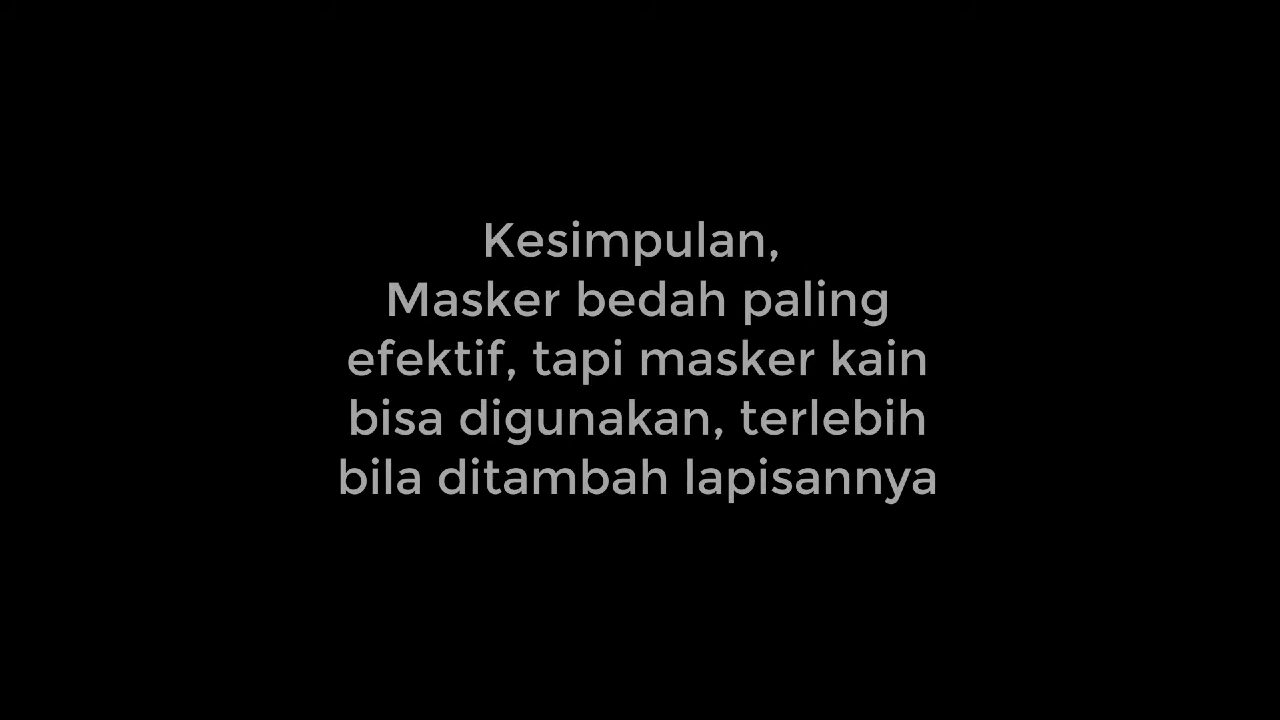 Kesimpulan,
Masker bedah paling
efektif, tapi masker kain
bisa digunakan, terlebih
bila ditambah lapisannya